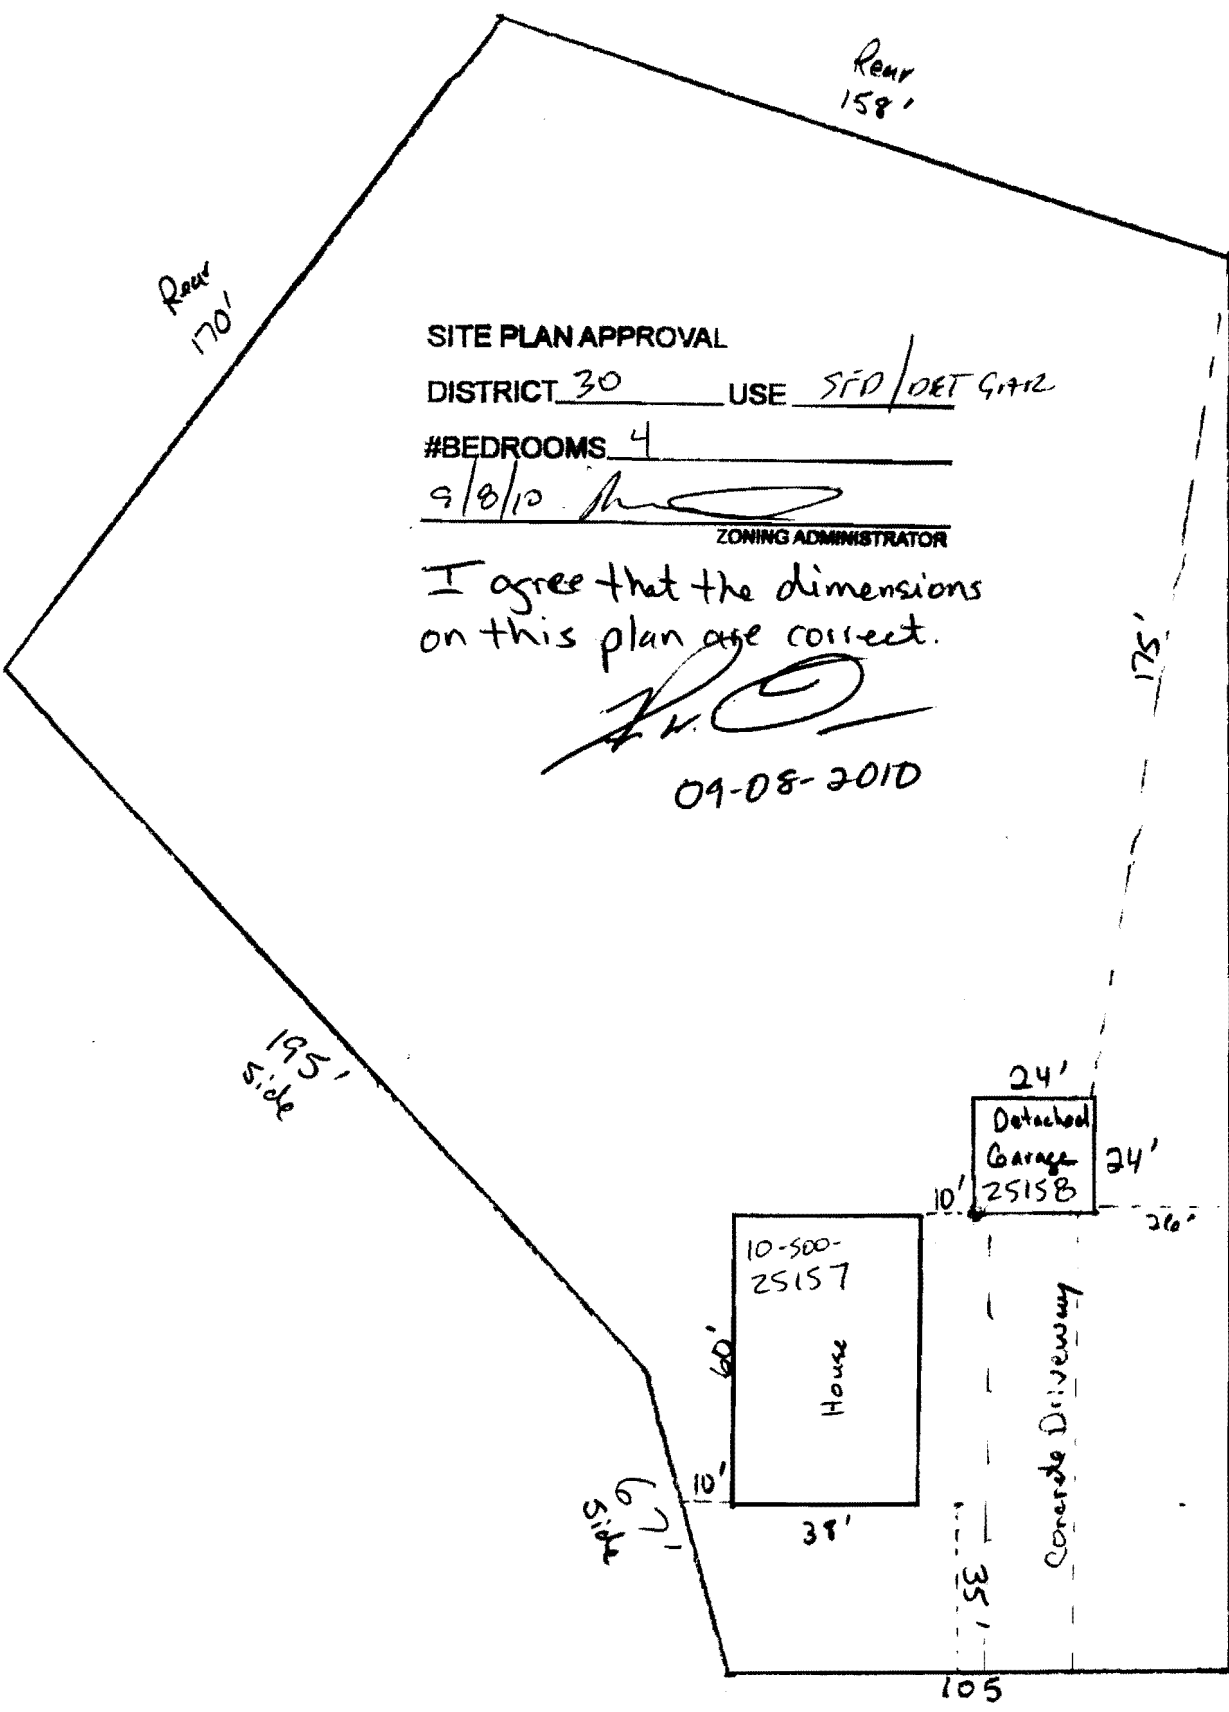 Rear
158'
Rear
170'
SITE PLAN APPROVAL
DISTRICT 30 USE SFD/DET GAR
#BEDROOMS 4
9/8/10
ZONING ADMINISTRATOR
I agree that the dimensions
on this plan are correct.
09-08-2010
175'
195'
Side
24'
Detached
Garage
25158
24'
10'
26'
10-500-
25157
House
60'
Concrete Driveway
10'
67'
Side
38'
35'
105